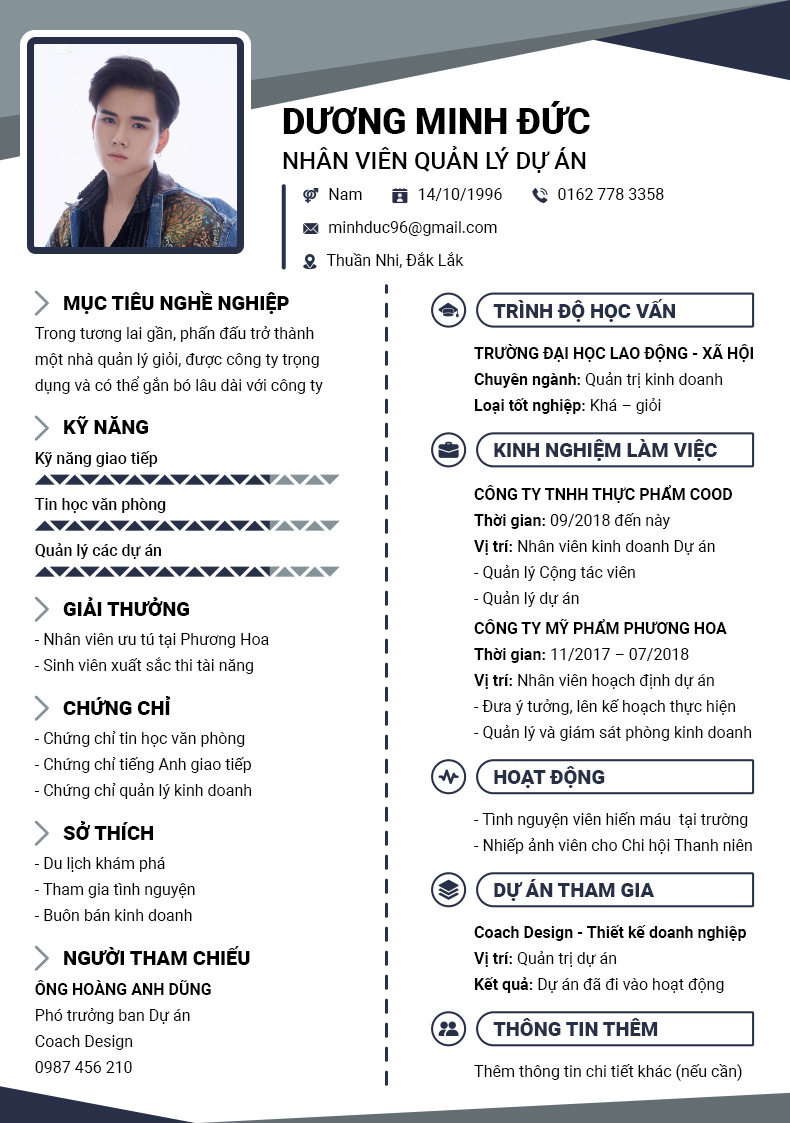 DƯƠNG MINH ĐỨC
NHÂN VIÊN QUẢN LÝ DỰ ÁN
Nam 14/10/1996 0162 778 3358
minhduc96@gmail.com
Thuần Nhi, Đắk Lắk
MỤC TIÊU NGHỀ NGHIỆP
Trong tương lai gần, phấn đấu trở thành
một nhà quản lý giỏi, được công ty trọng
dụng và có thể gắn bó lâu dài với công ty
KỸ NĂNG
Kỹ năng giao tiếp
Tin học văn phòng
Quản lý các dự án
GIẢI THƯỞNG
- Nhân viên ưu tú tại Phương Hoa
- Sinh viên xuất sắc thi tài năng
CHỨNG CHỈ
- Chứng chỉ tin học văn phòng
- Chứng chỉ tiếng Anh giao tiếp
- Chứng chỉ quản lý kinh doanh
SỞ THÍCH
- Du lịch khám phá
- Tham gia tình nguyện
- Buôn bán kinh doanh
NGƯỜI THAM CHIẾU
ÔNG HOÀNG ANH DŨNG
Phó trưởng ban Dự án
Coach Design
0987 456 210
TRÌNH ĐỘ HỌC VẤN
TRƯỜNG ĐẠI HỌC LAO ĐỘNG - XÃ HỘI
Chuyên ngành: Quản trị kinh doanh
Loại tốt nghiệp: Khá – giỏi
KINH NGHIỆM LÀM VIỆC
CÔNG TY TNHH THỰC PHẨM COOD
Thời gian: 09/2018 đến này
Vị trí: Nhân viên kinh doanh Dự án
- Quản lý Cộng tác viên
- Quản lý dự án
CÔNG TY MỸ PHẨM PHƯƠNG HOA
Thời gian: 11/2017 – 07/2018
Vị trí: Nhân viên hoạch định dự án
- Đưa ý tưởng, lên kế hoạch thực hiện
- Quản lý và giám sát phòng kinh doanh
HOẠT ĐỘNG
- Tình nguyện viên hiến máu  tại trường
- Nhiếp ảnh viên cho Chi hội Thanh niên
DỰ ÁN THAM GIA
Coach Design - Thiết kế doanh nghiệp
Vị trí: Quản trị dự án
Kết quả: Dự án đã đi vào hoạt động
THÔNG TIN THÊM
Thêm thông tin chi tiết khác (nếu cần)